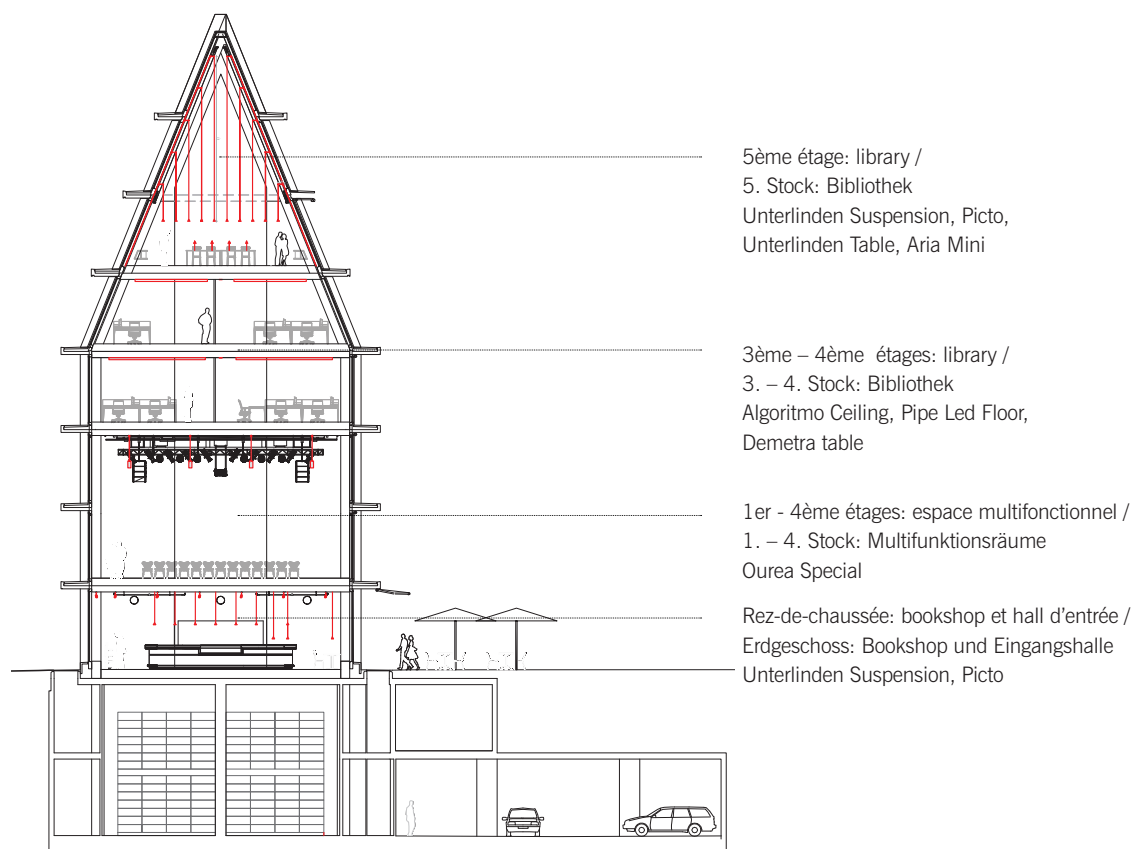 5ème étage: library /
5. Stock: Bibliothek
Unterlinden Suspension, Picto,
Unterlinden Table, Aria Mini
3ème – 4ème étages: library /
3. – 4. Stock: Bibliothek
Algoritmo Ceiling, Pipe Led Floor,
Demetra table
1er - 4ème étages: espace multifonctionnel /
1. – 4. Stock: Multifunktionsräume
Ourea Special
Rez-de-chaussée: bookshop et hall d’entrée /
Erdgeschoss: Bookshop und Eingangshalle
Unterlinden Suspension, Picto